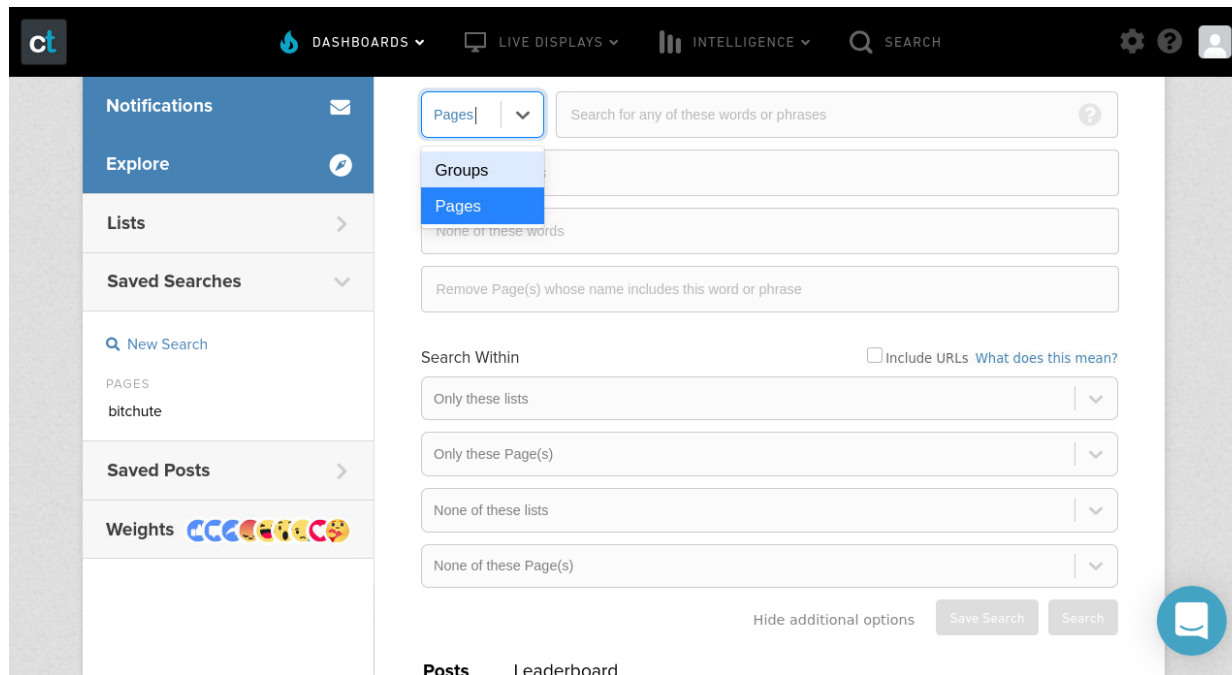 ct
DASHBOARDS
LIVE DISPLAYS
INTELLIGENCE
SEARCH
Notifications
Explore
Lists
Saved Searches
New Search
PAGES
bitchute
Saved Posts
Weights
Pages
Search for any of these words or phrases
?
Groups
Pages
None of these words
Remove Page(s) whose name includes this word or phrase
Search Within
Include URLs What does this mean?
Only these lists
Only these Page(s)
None of these lists
None of these Page(s)
Hide additional options
Save Search
Search
Posts
Leaderboard